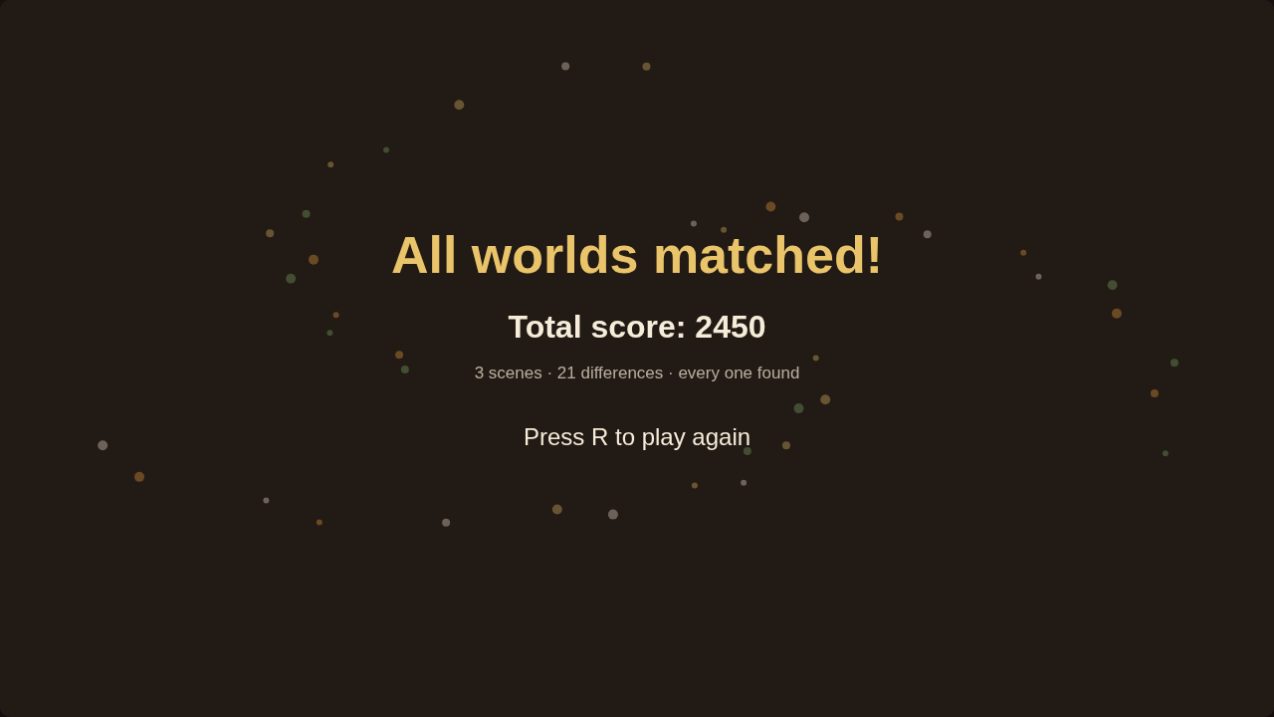 All worlds matched!
Total score: 2450
3 scenes · 21 differences · every one found
Press R to play again